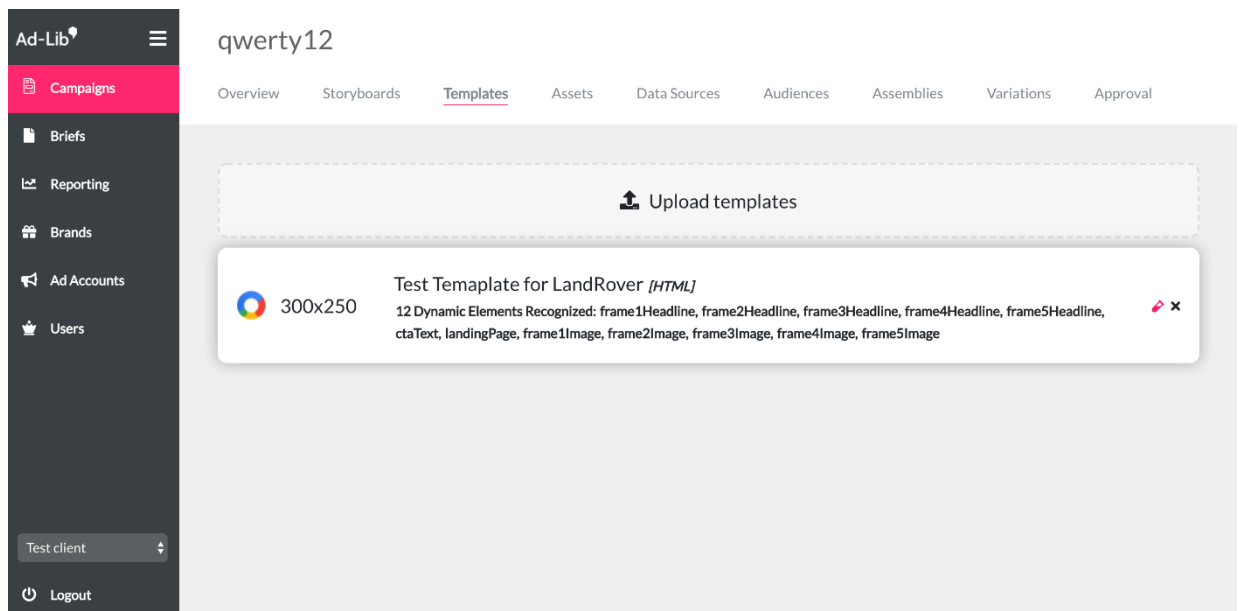 Ad-Lib
qwerty12
Campaigns
Briefs
Reporting
Brands
Ad Accounts
Users
Test client
Logout
Overview Storyboards Templates Assets Data Sources Audiences Assemblies Variations Approval
Upload templates
300x250
Test Temaplate for LandRover [HTML]
12 Dynamic Elements Recognized: frame1Headline, frame2Headline, frame3Headline, frame4Headline, frame5Headline,
ctaText, landingPage, frame1Image, frame2Image, frame3Image, frame4Image, frame5Image